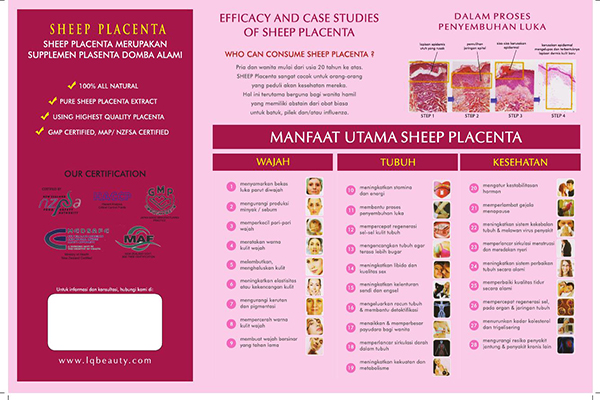 SHEEP PLACENTA
SHEEP PLACENTA MERUPAKAN
SUPPLEMEN PLASENTA DOMBA ALAMI
100% ALL NATURAL
PURE SHEEP PLACENTA EXTRACT
USING HIGHEST QUALITY PLACENTA
GMP CERTIFIED, MAP/ NZFSA CERTIFIED
OUR CERTIFICATION
nzfsa
GMP
MEDSAFE
MAF
Untuk informasi dan konsultasi, hubungi kami di:
www.lqbeauty.com
EFFICACY AND CASE STUDIES
OF SHEEP PLACENTA
WHO CAN CONSUME SHEEP PLACENTA ?
Pria dan wanita mulai dari usia 20 tahun ke atas.
SHEEP Placenta sangat cocok untuk orang-orang
yang peduli akan kesehatan mereka.
Hal ini terutama berguna bagi wanita hamil
yang memiliki abstain dari obat biasa
untuk batuk, pilek dan/atau influenza.
DALAM PROSES
PENYEMBUHAN LUKA
STEP 1
STEP 2
STEP 3
STEP 4
MANFAAT UTAMA SHEEP PLACENTA
WAJAH
1 menyamarkan bekas
luka parut diwajah
2 mengurangi produksi
minyak / sebum
3 memperkecil pori-pari
wajah
4 meratakan warna
kulit wajah
5 melembutkan,
menghaluskan kulit
6 meningkatkan elastisitas
atau kekenyangan kulit
7 mengurangi kerutan
dan pigmentasi
8 mempercerah warna
kulit wajah
9 membuat wajah bersinar
yang tahan lama
TUBUH
10 meningkatkan stamina
dan energi
11 membantu proses
penyembuhan luka
12 mempercepat regenerasi
sel-sel kulit tubuh
13 mengencangkan tubuh agar
terasa lebih bugar
14 meningkatkan libido dan
kualitas sex
15 meningkatkan kelenturan
sendi dan engsel
16 mengeluarkan racun tubuh
& membantu detoktifikasi
17 menaikkan & memperbesar
payudara bagi wanita
18 memperlancar sirkulasi darah
dalam tubuh
19 meningkatkan kekuatan dan
metabolisme
KESEHATAN
20 mengatur kestabilitasan
hormon
21 memperlambat gejala
menopause
22 meningkatkan sistem kekebalan
tubuh & malawan virus penyakit
23 memperlancar sirkulasi menstruasi
dan meredakan nyeri
24 meningkatkan sistem perbaikan
tubuh secara alami
25 memperbaiki kualitas tidur
secara alami
26 mempercepat regenerasi sel,
pada organ & jaringan tubuh
27 menurunkan kadar kolesterol
dan trigelisering
28 mengurangi resiko penyakit
jantung & penyakit kronis lain